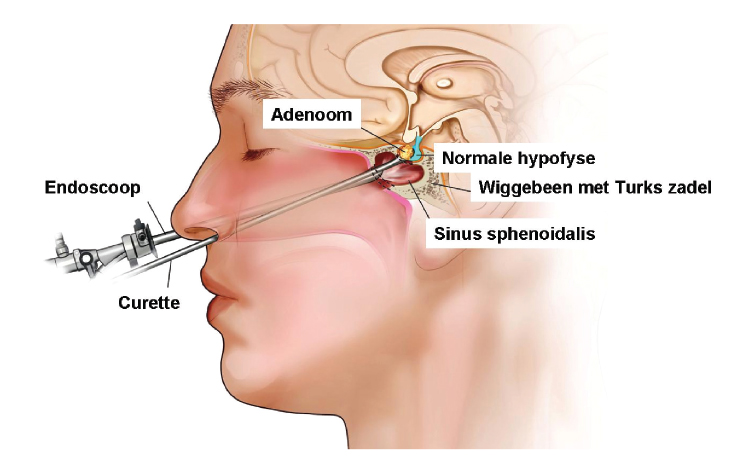 Adenoom
Normale hypofyse
Endoscoop
Wiggebeen met Turks zadel
Sinus sphenoidalis
Curette